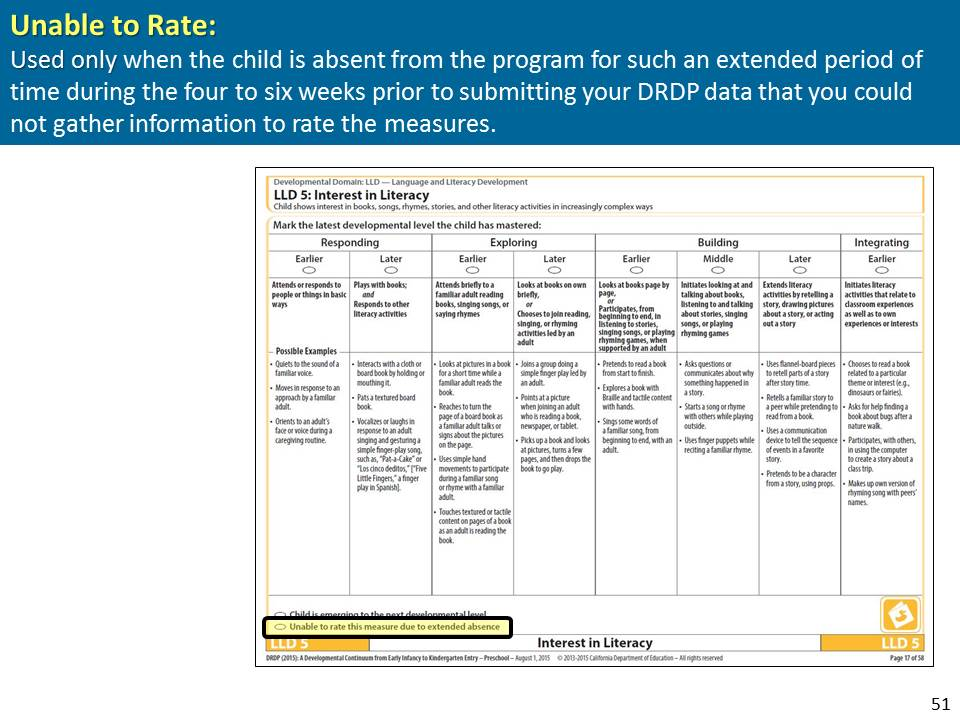 Unable to Rate:
Used only when the child is absent from the program for such an extended period of
time during the four to six weeks prior to submitting your DRDP data that you could
not gather information to rate the measures.
Developmental Domain: LLD — Language and Literacy Development
LLD 5: Interest in Literacy
Child shows interest in books, songs, rhymes, stories, and other literacy activities in increasingly complex ways
Mark the latest developmental level the child has mastered:
Responding Exploring Building Integrating
Earlier Later Earlier Later Earlier Middle Later Earlier
Attends or responds to
people or things in basic
ways
Plays with books;
and
Responds to other
literacy activities
Attends briefly to a
familiar adult reading
books, singing songs, or
saying rhymes
Looks at books on own
briefly,
or
Chooses to join reading,
singing, or rhyming
activities led by an
adult
Looks at books page by
page,
or
Participates, from
beginning to end, in
listening to stories,
singing songs, or playing
rhyming games, when
supported by an adult
Initiates looking at and
talking about books,
listening to and talking
about stories, singing
songs, or playing
rhyming games
Extends literacy
activities by retelling a
story, drawing pictures
about a story, or acting
out a story
Initiates literacy
activities that relate to
classroom experiences
as well as to own
experiences or interests
Possible Examples
• Quiets to the sound of a
familiar voice.
• Moves in response to an
approach by a familiar
adult.
• Orients to an adult's
face or voice during a
caregiving routine.
• Interacts with a cloth or
board book by holding or
mouthing it.
• Pats a textured board
book.
• Vocalizes or laughs in
response to an adult
singing and gesturing a
simple finger-play song,
such as, "Pat-a-Cake" or
"Los cinco deditos," ["Five
Little Fingers," a finger
play in Spanish].
• Looks at pictures in a book
for a short time while a
familiar adult reads the
book.
• Reaches to turn the
page of a board book as
a familiar adult talks or
signs about the pictures
on the page.
• Uses simple hand
movements to participate
during a familiar song
or rhyme with a familiar
adult.
• Touches textured or tactile
content on pages of a book
as an adult is reading the
book.
• Joins a group doing a
simple finger play led by
an adult.
• Points at a picture
when joining an adult
who is reading a book,
newspaper, or tablet.
• Picks up a book and looks
at pictures, turns a few
pages, and then drops the
book to go play.
• Pretends to read a book
from start to finish.
• Explores a book with
Braille and tactile content
with hands.
• Sings some words of
a familiar song, from
beginning to end, with an
adult.
• Asks questions or
communicates about why
something happened in
a story.
• Starts a song or rhyme
with others while playing
outside.
• Uses finger puppets while
reciting a familiar rhyme.
• Uses flannel-board pieces
to retell parts of a story
after story time.
• Retells a familiar story to
a peer while pretending to
read from a book.
• Uses a communication
device to tell the sequence
of events in a favorite
story.
• Pretends to be a character
from a story, using props.
• Chooses to read a book
related to a particular
theme or interest (e.g.,
dinosaurs or fairies).
• Asks for help finding a
book about bugs after a
nature walk.
• Participates, with others,
in using the computer
to create a story about a
class trip.
• Makes up own version of
rhyming song with peers'
names.
Child is emerging to the next developmental level
Unable to rate this measure due to extended absence
LLD 5 Interest in Literacy LLD 5
DRDP (2015): A Developmental Continuum from Early Infancy to Kindergarten Entry – Preschool – August 1, 2015 © 2013-2015 California Department of Education – All rights reserved Page 17 of 58
51